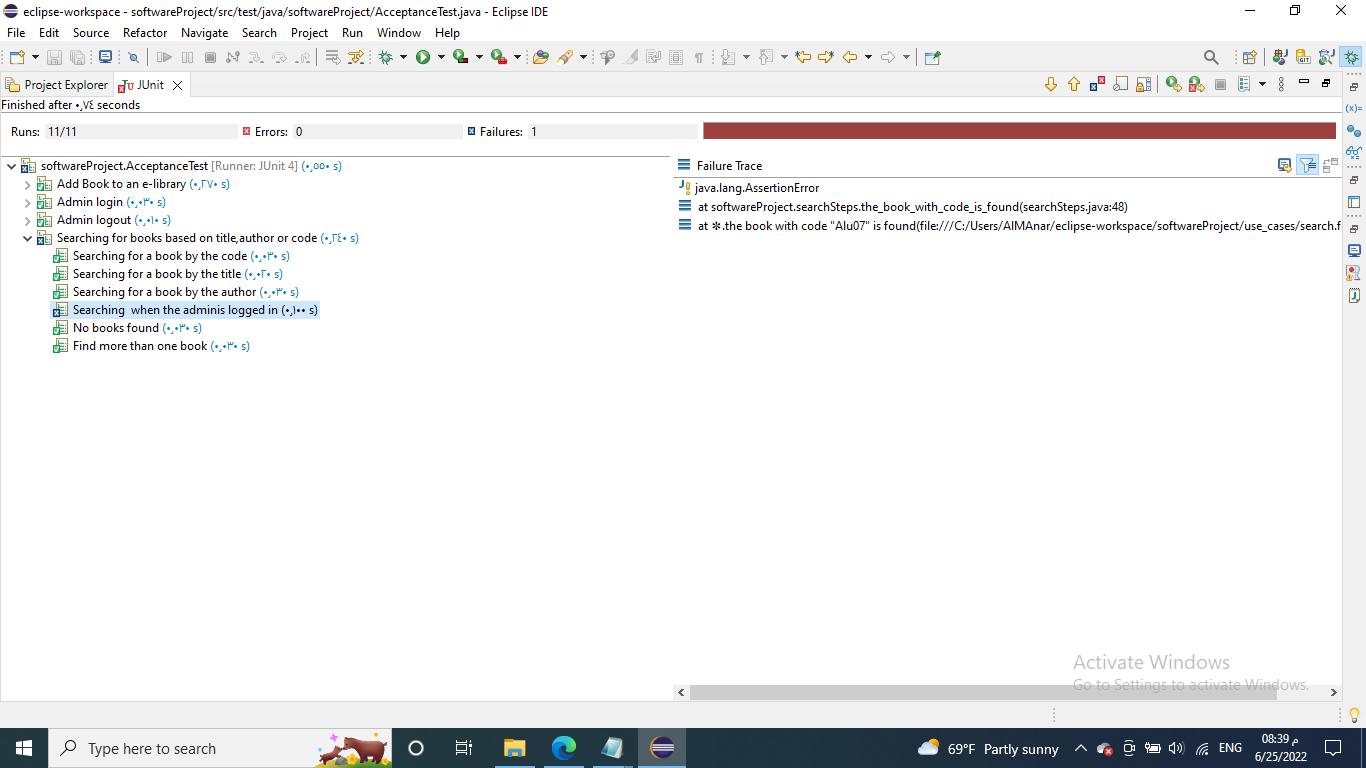 eclipse-workspace - softwareProject/src/test/java/softwareProject/AcceptanceTest.java - Eclipse IDE
File Edit Source Refactor Navigate Search Project Run Window Help
Project Explorer JUnit
Finished after ٠٫٧٤ seconds
Runs: 11/11 Errors: 0 Failures: 1
softwareProject.AcceptanceTest [Runner: JUnit 4] (٠٫٥٥٠ s)
Add Book to an e-library (٠٫٢٧٠ s)
Admin login (٠٫٠٣٠ s)
Admin logout (٠٫٠١٠ s)
Searching for books based on title,author or code (٠٫٢٤٠ s)
Searching for a book by the code (٠٫٠٣٠ s)
Searching for a book by the title (٠٫٠٢٠ s)
Searching for a book by the author (٠٫٠٣٠ s)
Searching  when the adminis logged in (٠٫١٠٠ s)
No books found (٠٫٠٣٠ s)
Find more than one book (٠٫٠٣٠ s)
Failure Trace
java.lang.AssertionError
at softwareProject.searchSteps.the_book_with_code_is_found(searchSteps.java:48)
at ✽.the book with code "Alu07" is found(file:///C:/Users/AlMAnar/eclipse-workspace/softwareProject/use_cases/search.f
Activate Windows
Go to Settings to activate Windows.
Type here to search
69°F Partly sunny
ENG
08:39 م
6/25/2022